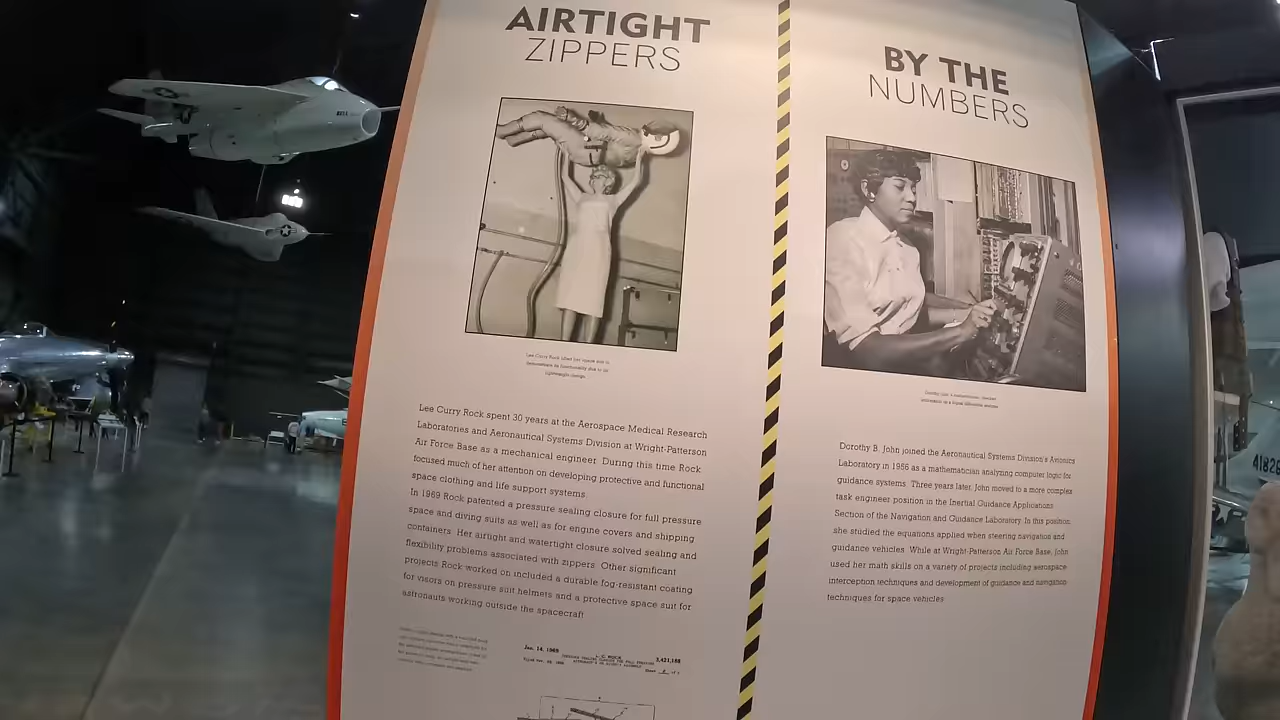 AIRTIGHT
ZIPPERS
Lee Curry Rock spent 30 years at the Aerospace Medical Research
Laboratories and Aeronautical Systems Division at Wright-Patterson
Air Force Base as a mechanical engineer. During this time Rock
focused much of her attention on developing protective and functional
space clothing and life support systems.
In 1969 Rock patented a pressure sealing closure for full pressure
space and diving suits as well as for engine covers and shipping
containers. Her airtight and watertight closure solved sealing and
flexibility problems associated with zippers. Other significant
projects Rock worked on included a durable fog-resistant coating
for visors on pressure suit helmets and a protective space suit for
astronauts working outside the spacecraft.
Jan. 14, 1969
3,421,188
BY THE
NUMBERS
Dorothy B. John joined the Aeronautical Systems Division's Avionics
Laboratory in 1956 as a mathematician analyzing computer logic for
guidance systems. Three years later, John moved to a more complex
task engineer position in the Inertial Guidance Applications
Section of the Navigation and Guidance Laboratory. In this position,
she studied the equations applied when steering navigation and
guidance vehicles. While at Wright-Patterson Air Force Base, John
used her math skills on a variety of projects including aerospace
interception techniques and development of guidance and navigation
techniques for space vehicles.